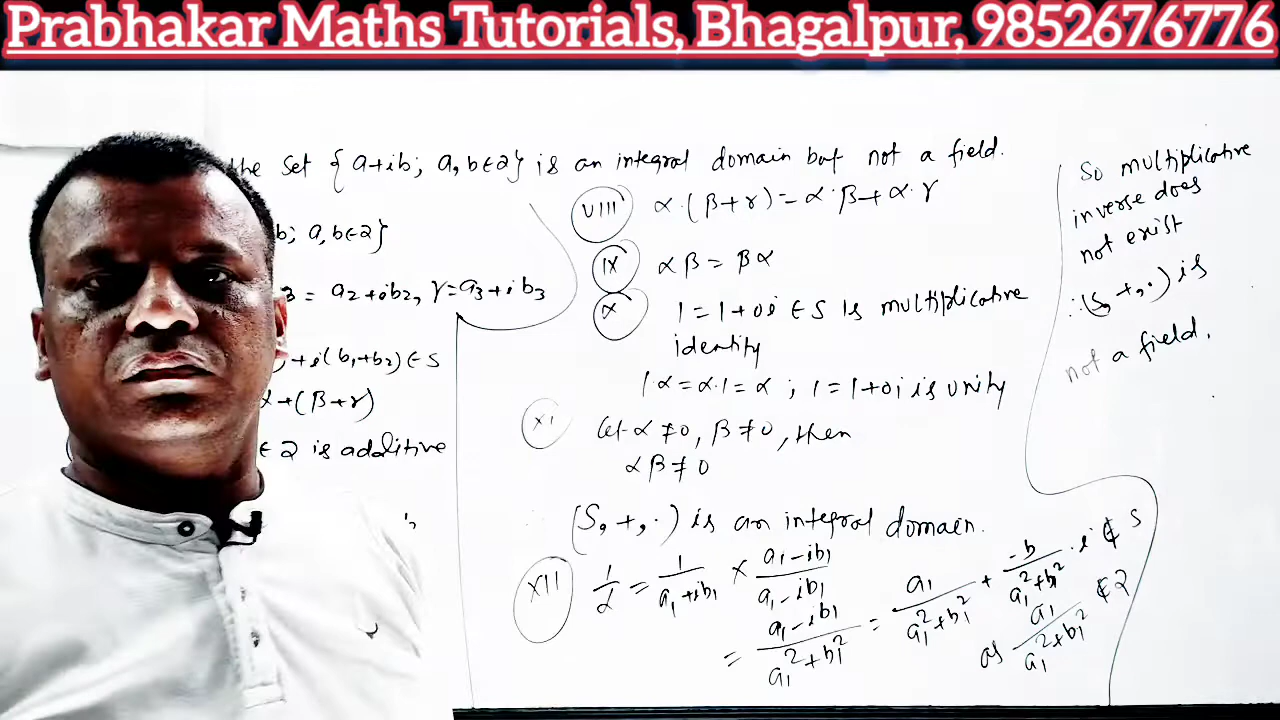 Prabhakar Maths Tutorials, Bhagalpur, 9852676776
the set {a+ib; a,b∈2} is an integral domain but not a field.
b; a,b∈2}
β = a2+ib2, γ=a3+ib3
+i(b1+b2)∈S
α+(β+γ)
∈2 is additive
VIII α·(β+γ)=α·β+α·γ
IX αβ = βα
X 1=1+0i ∈S is multiplicative
identity
1·α=α·1=α ; 1=1+0i is unity
XI Let α≠0, β≠0, then
αβ≠0
(S,+,·) is an integral domain.
XII 1/α = 1/(a1+ib1) × (a1-ib1)/(a1-ib1)
= (a1-ib1)/(a1²+b1²) = a1/(a1²+b1²) + -b/(a1²+b1²)·i ∉ S
as a1/(a1²+b1²) ∉2
So multiplicative
inverse does
not exist
∴(S,+,·) is
not a field.